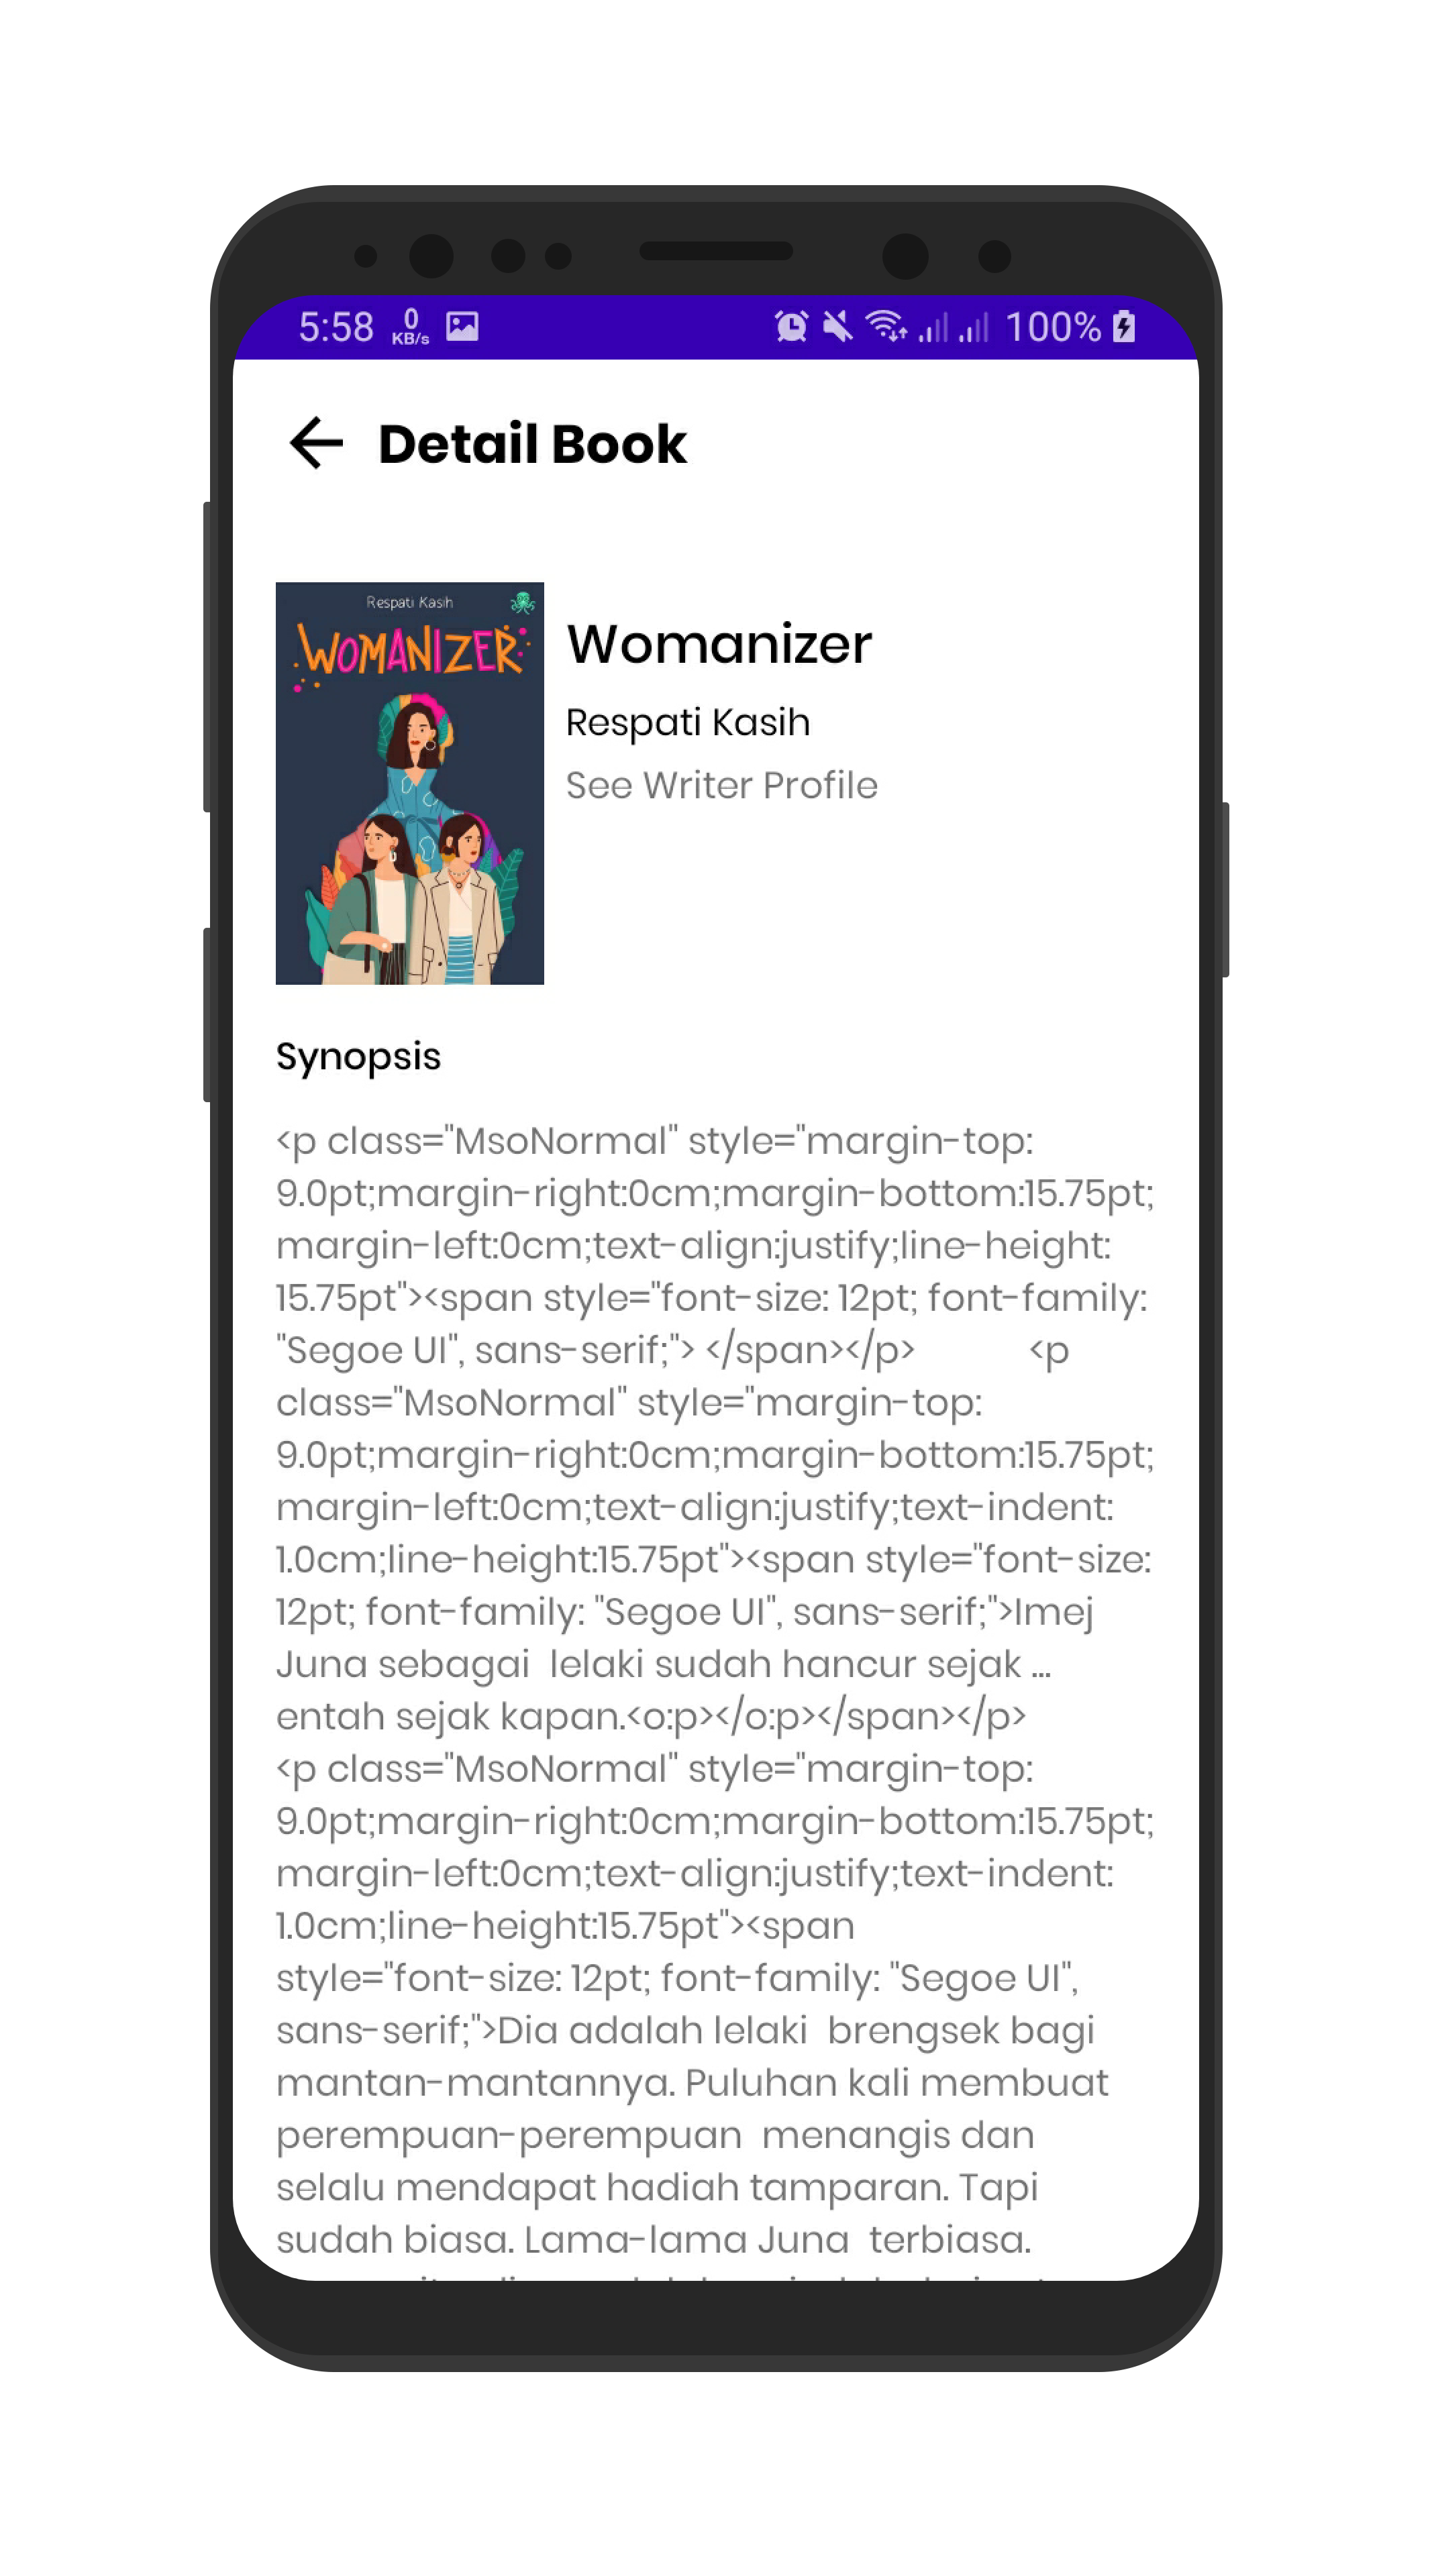 5:58 0 KB/s 100%
Detail Book
Respati Kasih
WOMANIZER
Womanizer
Respati Kasih
See Writer Profile
Synopsis
<p class="MsoNormal" style="margin-top:
9.0pt;margin-right:0cm;margin-bottom:15.75pt;
margin-left:0cm;text-align:justify;line-height:
15.75pt"><span style="font-size: 12pt; font-family:
"Segoe UI", sans-serif;"> </span></p> <p
class="MsoNormal" style="margin-top:
9.0pt;margin-right:0cm;margin-bottom:15.75pt;
margin-left:0cm;text-align:justify;text-indent:
1.0cm;line-height:15.75pt"><span style="font-size:
12pt; font-family: "Segoe UI", sans-serif;">Imej
Juna sebagai  lelaki sudah hancur sejak ...
entah sejak kapan.<o:p></o:p></span></p>
<p class="MsoNormal" style="margin-top:
9.0pt;margin-right:0cm;margin-bottom:15.75pt;
margin-left:0cm;text-align:justify;text-indent:
1.0cm;line-height:15.75pt"><span
style="font-size: 12pt; font-family: "Segoe UI",
sans-serif;">Dia adalah lelaki  brengsek bagi
mantan-mantannya. Puluhan kali membuat
perempuan-perempuan  menangis dan
selalu mendapat hadiah tamparan. Tapi
sudah biasa. Lama-lama Juna  terbiasa.